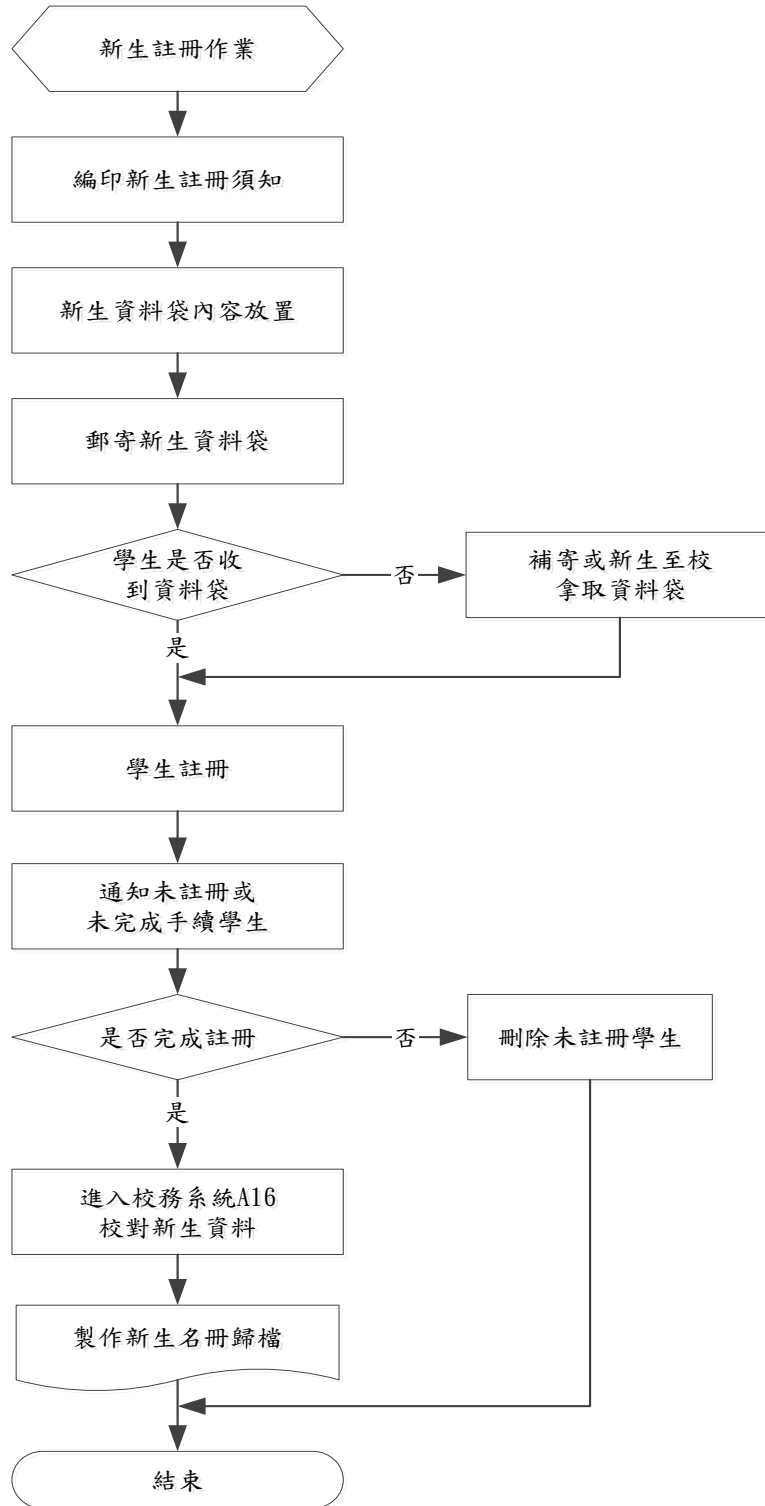 新生註冊作業
編印新生註冊須知
新生資料袋內容放置
郵寄新生資料袋
學生是否收
到資料袋
否
補寄或新生至校
拿取資料袋
是
學生註冊
通知未註冊或
未完成手續學生
是否完成註冊
否
刪除未註冊學生
是
進入校務系統A16
校對新生資料
製作新生名冊歸檔
結束